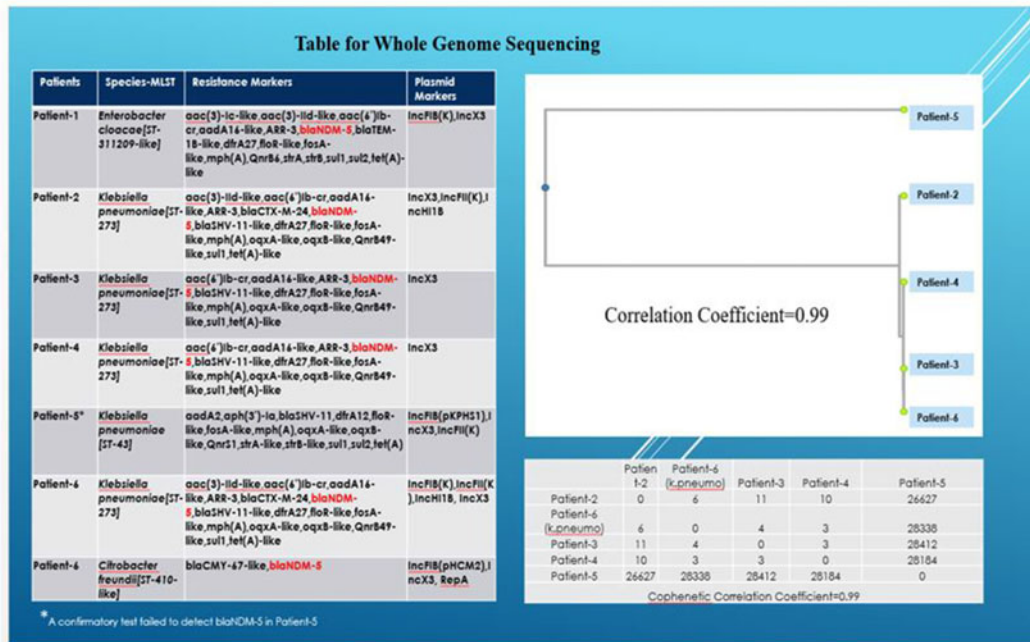 Table for Whole Genome Sequencing
Patients Species-MLST Resistance Markers Plasmid Markers
Patient-1 Enterobacter cloacae[ST-311209-like] aac(3)-Ic-like,aac(3)-IId-like,aac(6')Ib-cr,aadA16-like,ARR-3,blaNDM-5,blaTEM-1B-like,dfrA27,floR-like,fosA-like,mph(A),QnrB6,strA,strB,sul1,sul2,tet(A)-like IncFIB(K),IncX3
Patient-2 Klebsiella pneumoniae[ST-273] aac(3)-IId-like,aac(6')Ib-cr,aadA16-like,ARR-3,blaCTX-M-24,blaNDM-5,blaSHV-11-like,dfrA27,floR-like,fosA-like,mph(A),oqxA-like,oqxB-like,QnrB49-like,sul1,tet(A)-like IncX3,IncFII(K),IncHI1B
Patient-3 Klebsiella pneumoniae[ST-273] aac(6')Ib-cr,aadA16-like,ARR-3,blaNDM-5,blaSHV-11-like,dfrA27,floR-like,fosA-like,mph(A),oqxA-like,oqxB-like,QnrB49-like,sul1,tet(A)-like IncX3
Patient-4 Klebsiella pneumoniae[ST-273] aac(6')Ib-cr,aadA16-like,ARR-3,blaNDM-5,blaSHV-11-like,dfrA27,floR-like,fosA-like,mph(A),oqxA-like,oqxB-like,QnrB49-like,sul1,tet(A)-like IncX3
Patient-5* Klebsiella pneumoniae [ST-43] aadA2,aph(3')-Ia,blaSHV-11,dfrA12,floR-like,fosA-like,mph(A),oqxA-like,oqxB-like,QnrS1,strA-like,strB-like,sul1,sul2,tet(A) IncFIB(pKPHS1),IncX3,IncFII(K)
Patient-6 Klebsiella pneumoniae[ST-273] aac(3)-IId-like,aac(6')Ib-cr,aadA16-like,ARR-3,blaCTX-M-24,blaNDM-5,blaSHV-11-like,dfrA27,floR-like,fosA-like,mph(A),oqxA-like,oqxB-like,QnrB49-like,sul1,tet(A)-like IncFIB(K),IncFII(K),IncHI1B, IncX3
Patient-6 Citrobacter freundii[ST-410-like] blaCMY-67-like,blaNDM-5 IncFIB(pHCM2),IncX3, RepA
*A confirmatory test failed to detect blaNDM-5 in Patient-5
Patient-5
Patient-2
Patient-4
Correlation Coefficient=0.99
Patient-3
Patient-6
Patient-2 Patient-6 (k.pneumo) Patient-3 Patient-4 Patient-5
Patient-2 0 6 11 10 26627
Patient-6 (k.pneumo) 6 0 4 3 28338
Patient-3 11 4 0 3 28412
Patient-4 10 3 3 0 28184
Patient-5 26627 28338 28412 28184 0
Cophenetic Correlation Coefficient=0.99